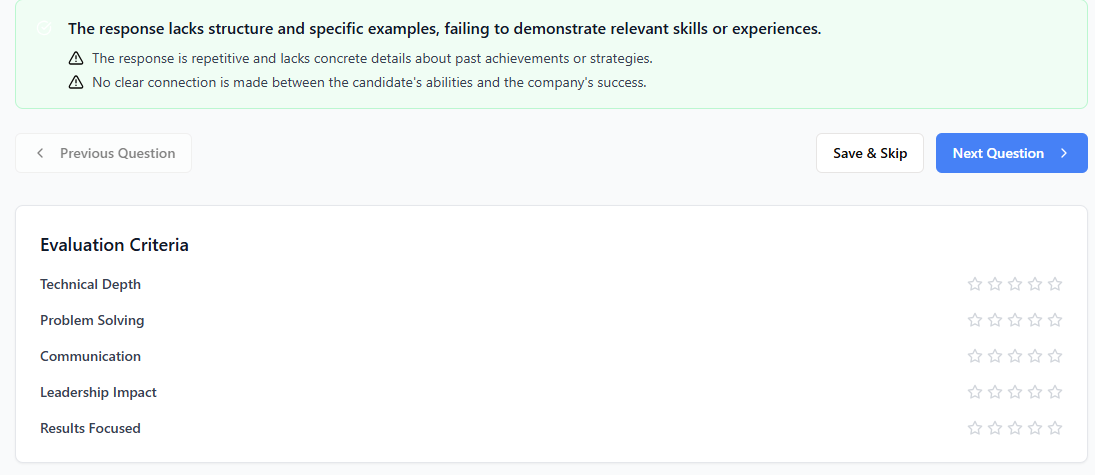 The response lacks structure and specific examples, failing to demonstrate relevant skills or experiences.
The response is repetitive and lacks concrete details about past achievements or strategies.
No clear connection is made between the candidate's abilities and the company's success.
Previous Question
Save & Skip
Next Question
Evaluation Criteria
Technical Depth
Problem Solving
Communication
Leadership Impact
Results Focused